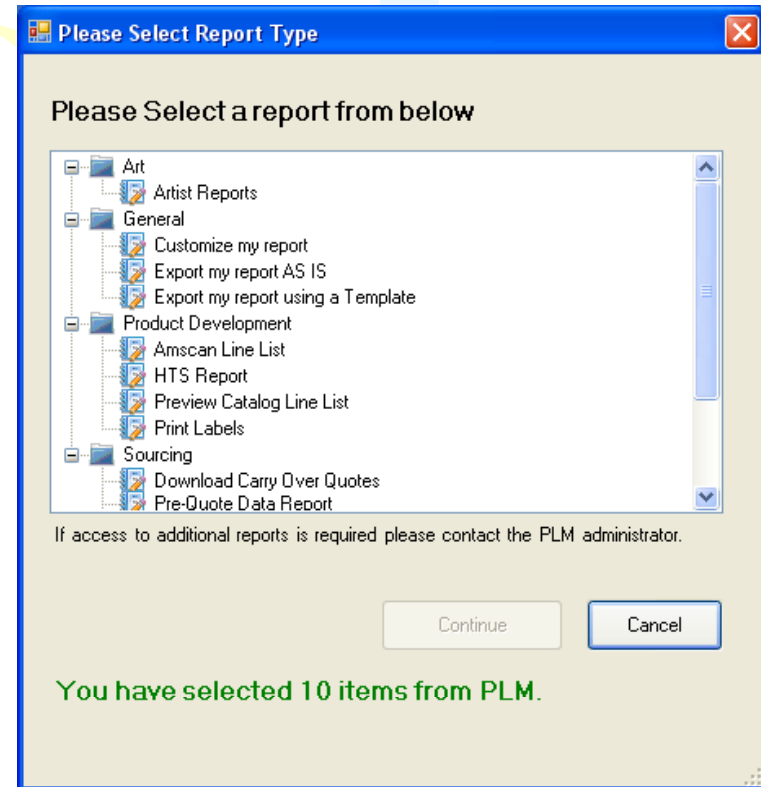 Please Select Report Type
Please Select a report from below
Art
Artist Reports
General
Customize my report
Export my report AS IS
Export my report using a Template
Product Development
Amscan Line List
HTS Report
Preview Catalog Line List
Print Labels
Sourcing
Download Carry Over Quotes
Pre-Quote Data Report
If access to additional reports is required please contact the PLM administrator.
Continue
Cancel
You have selected 10 items from PLM.